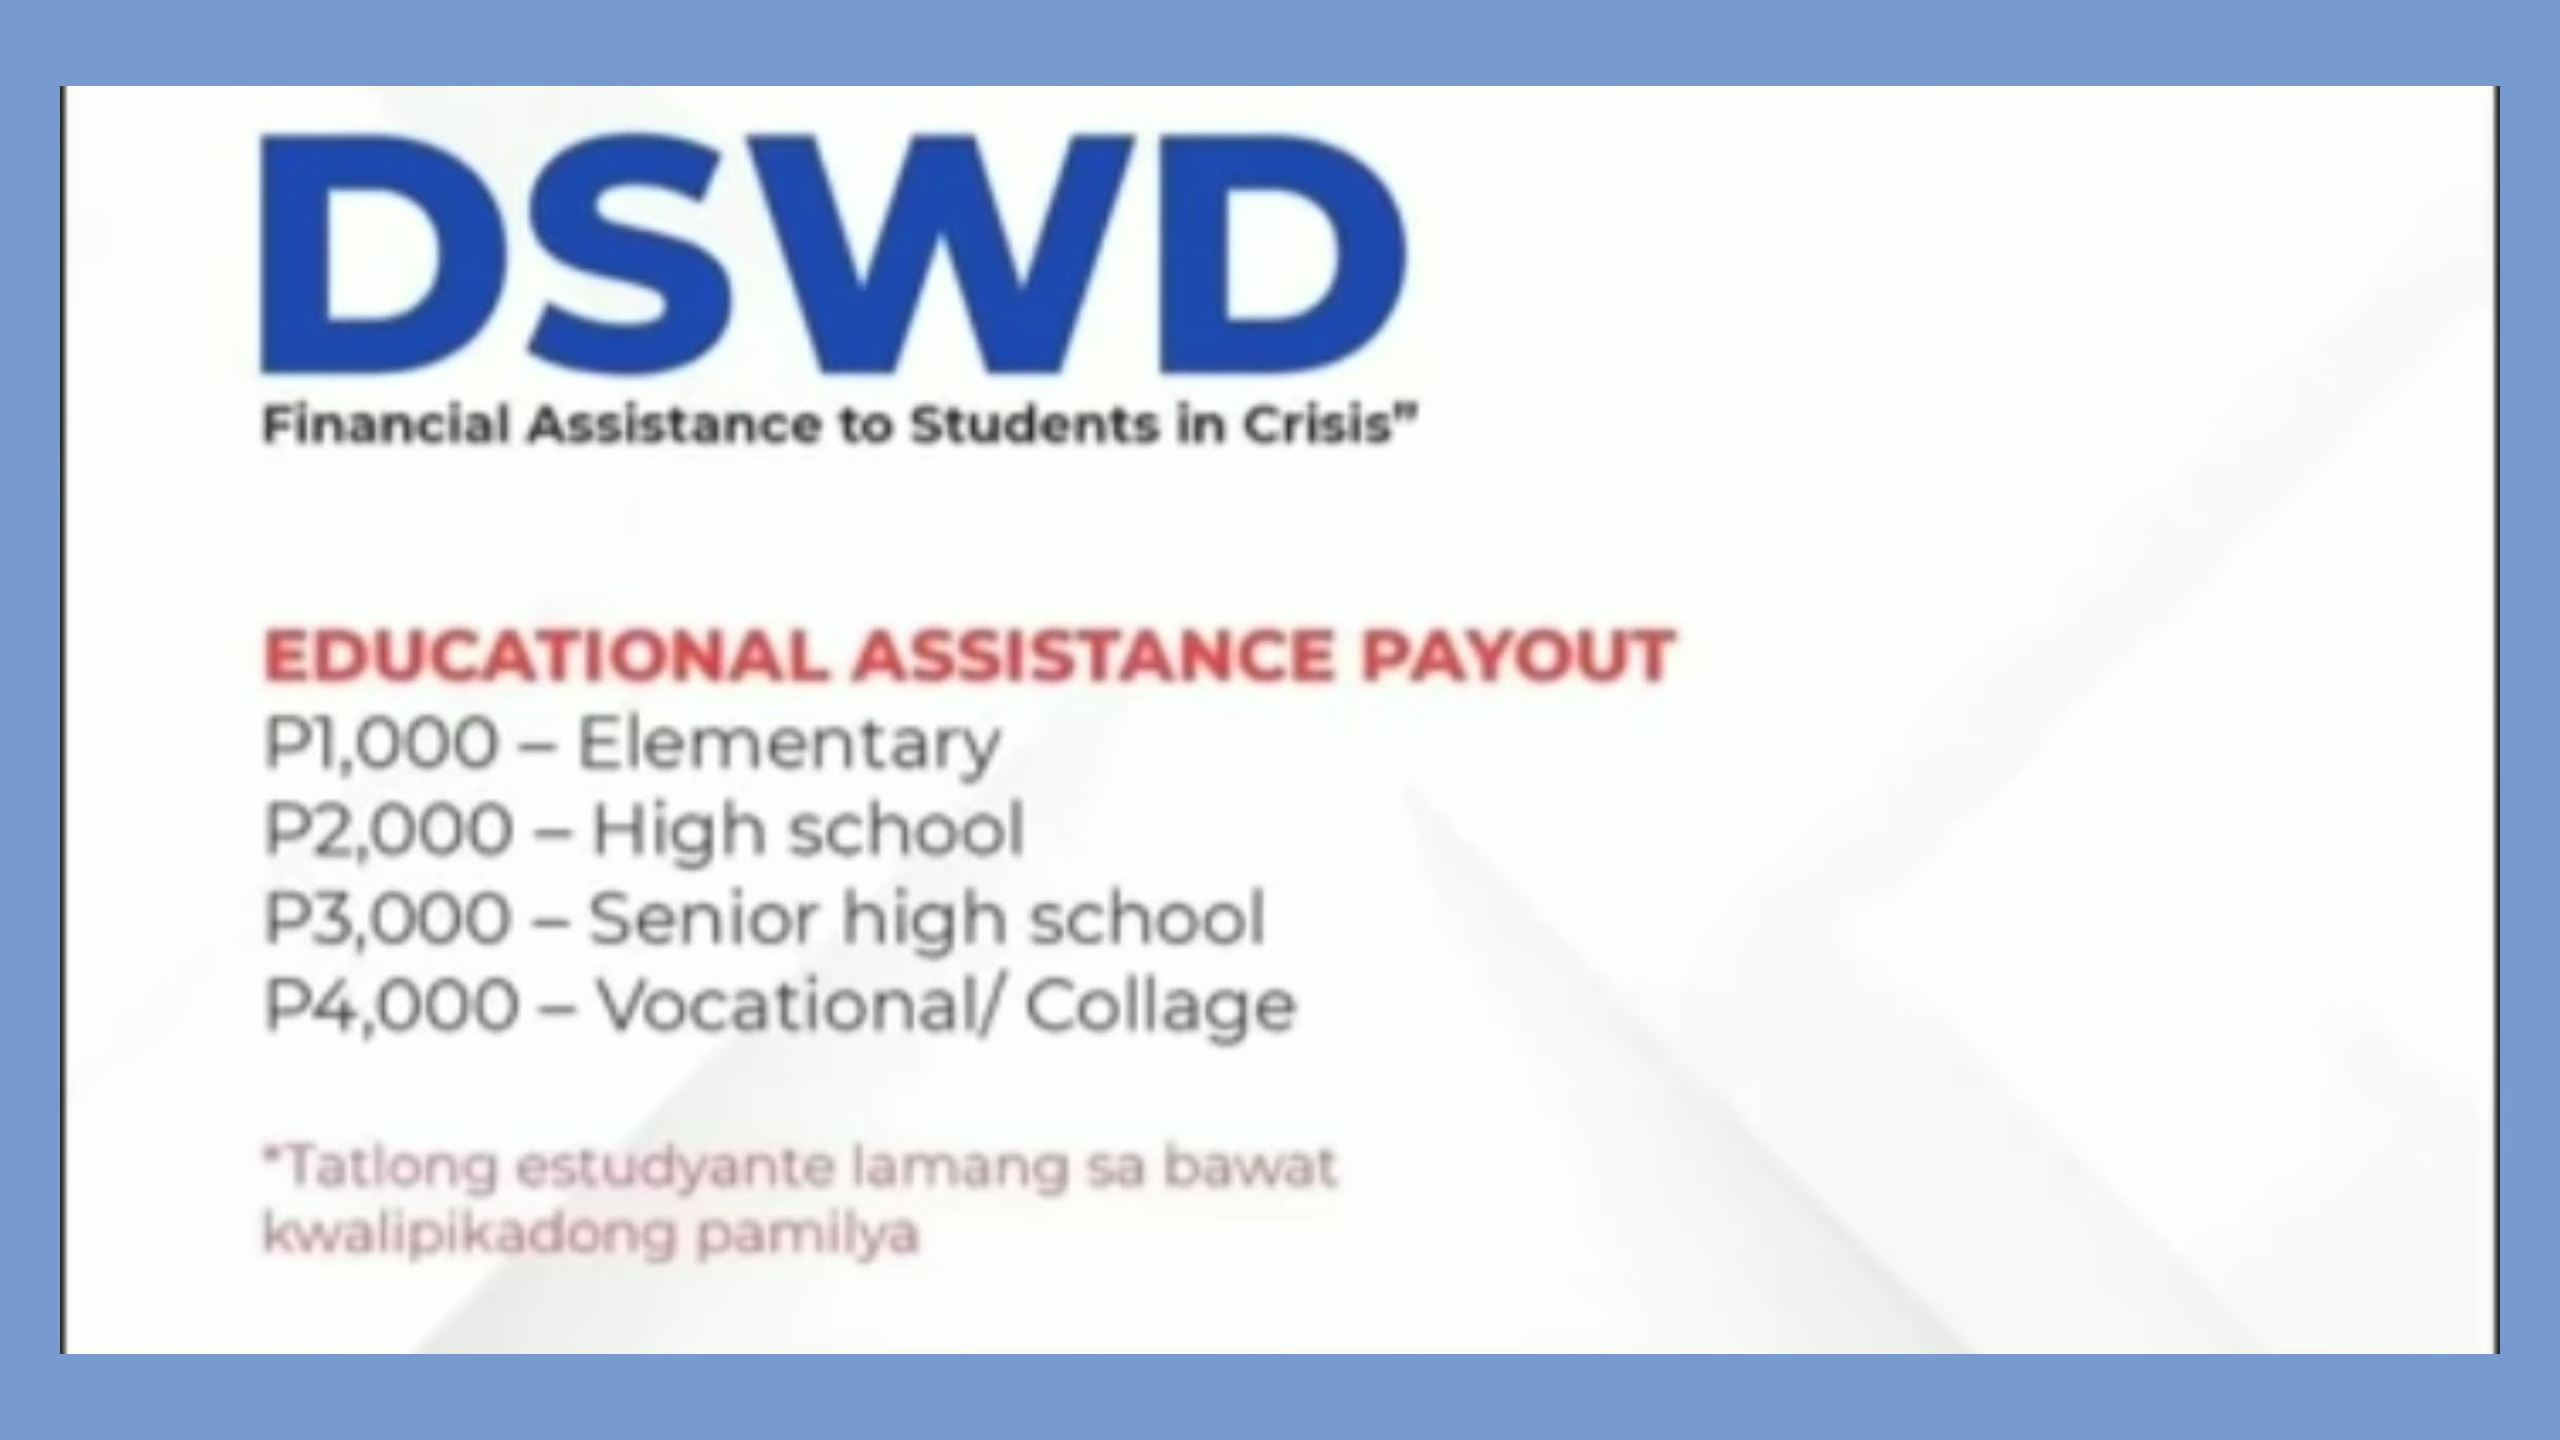 DSWD
Financial Assistance to Students in Crisis”
EDUCATIONAL ASSISTANCE PAYOUT
P1,000 – Elementary
P2,000 – High school
P3,000 – Senior high school
P4,000 – Vocational/ Collage
*Tatlong estudyante lamang sa bawat
kwalipikadong pamilya